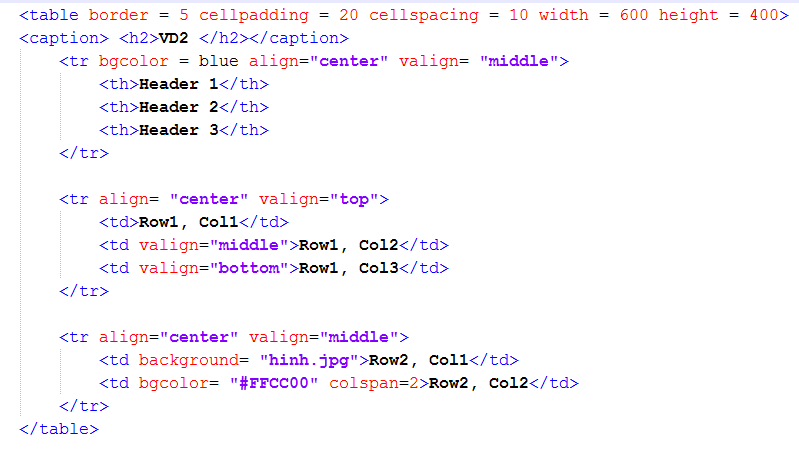 <table border = 5 cellpadding = 20 cellspacing = 10 width = 600 height = 400>
<caption> <h2>VD2 </h2></caption>
    <tr bgcolor = blue align="center" valign= "middle">
        <th>Header 1</th>
        <th>Header 2</th>
        <th>Header 3</th>
    </tr>

    <tr align= "center" valign="top">
        <td>Row1, Col1</td>
        <td valign="middle">Row1, Col2</td>
        <td valign="bottom">Row1, Col3</td>
    </tr>

    <tr align="center" valign="middle">
        <td background= "hinh.jpg">Row2, Col1</td>
        <td bgcolor= "#FFCC00" colspan=2>Row2, Col2</td>
    </tr>
</table>